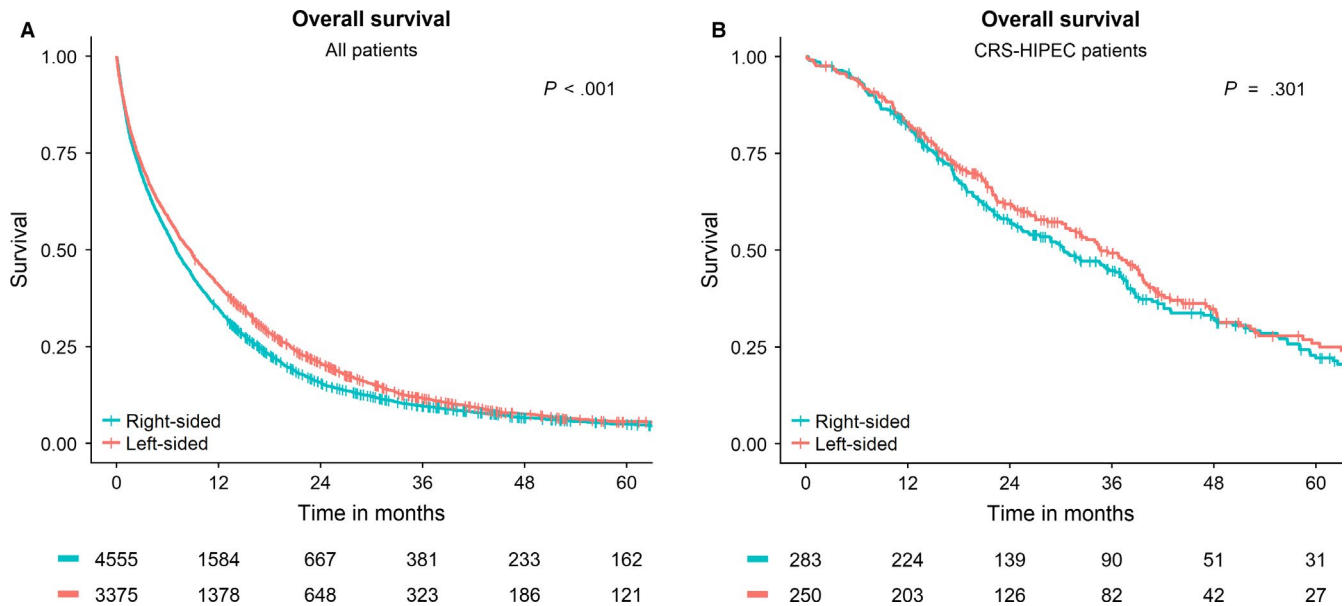 A
Overall survival
All patients
P < .001
1.00
0.75
0.50
0.25
0.00
Survival
Right-sided
Left-sided
0 12 24 36 48 60
Time in months
4555 1584 667 381 233 162
3375 1378 648 323 186 121
B
Overall survival
CRS-HIPEC patients
P = .301
1.00
0.75
0.50
0.25
0.00
Survival
Right-sided
Left-sided
0 12 24 36 48 60
Time in months
283 224 139 90 51 31
250 203 126 82 42 27